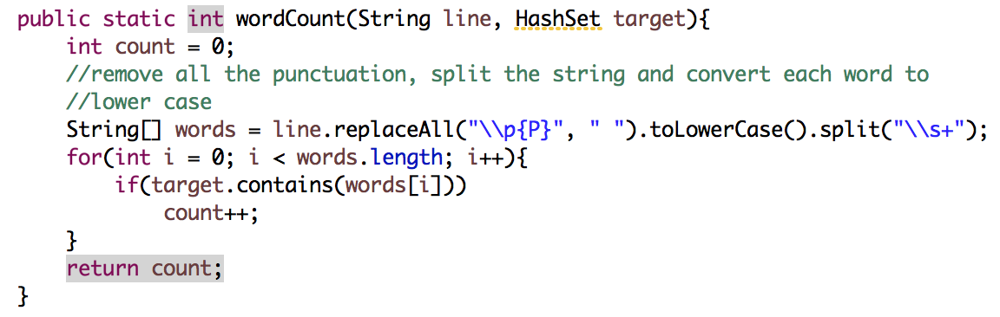 public static int wordCount(String line, HashSet target){
    int count = 0;
    //remove all the punctuation, split the string and convert each word to
    //lower case
    String[] words = line.replaceAll("\\p{P}", " ").toLowerCase().split("\\s+");
    for(int i = 0; i < words.length; i++){
        if(target.contains(words[i]))
            count++;
    }
    return count;
}